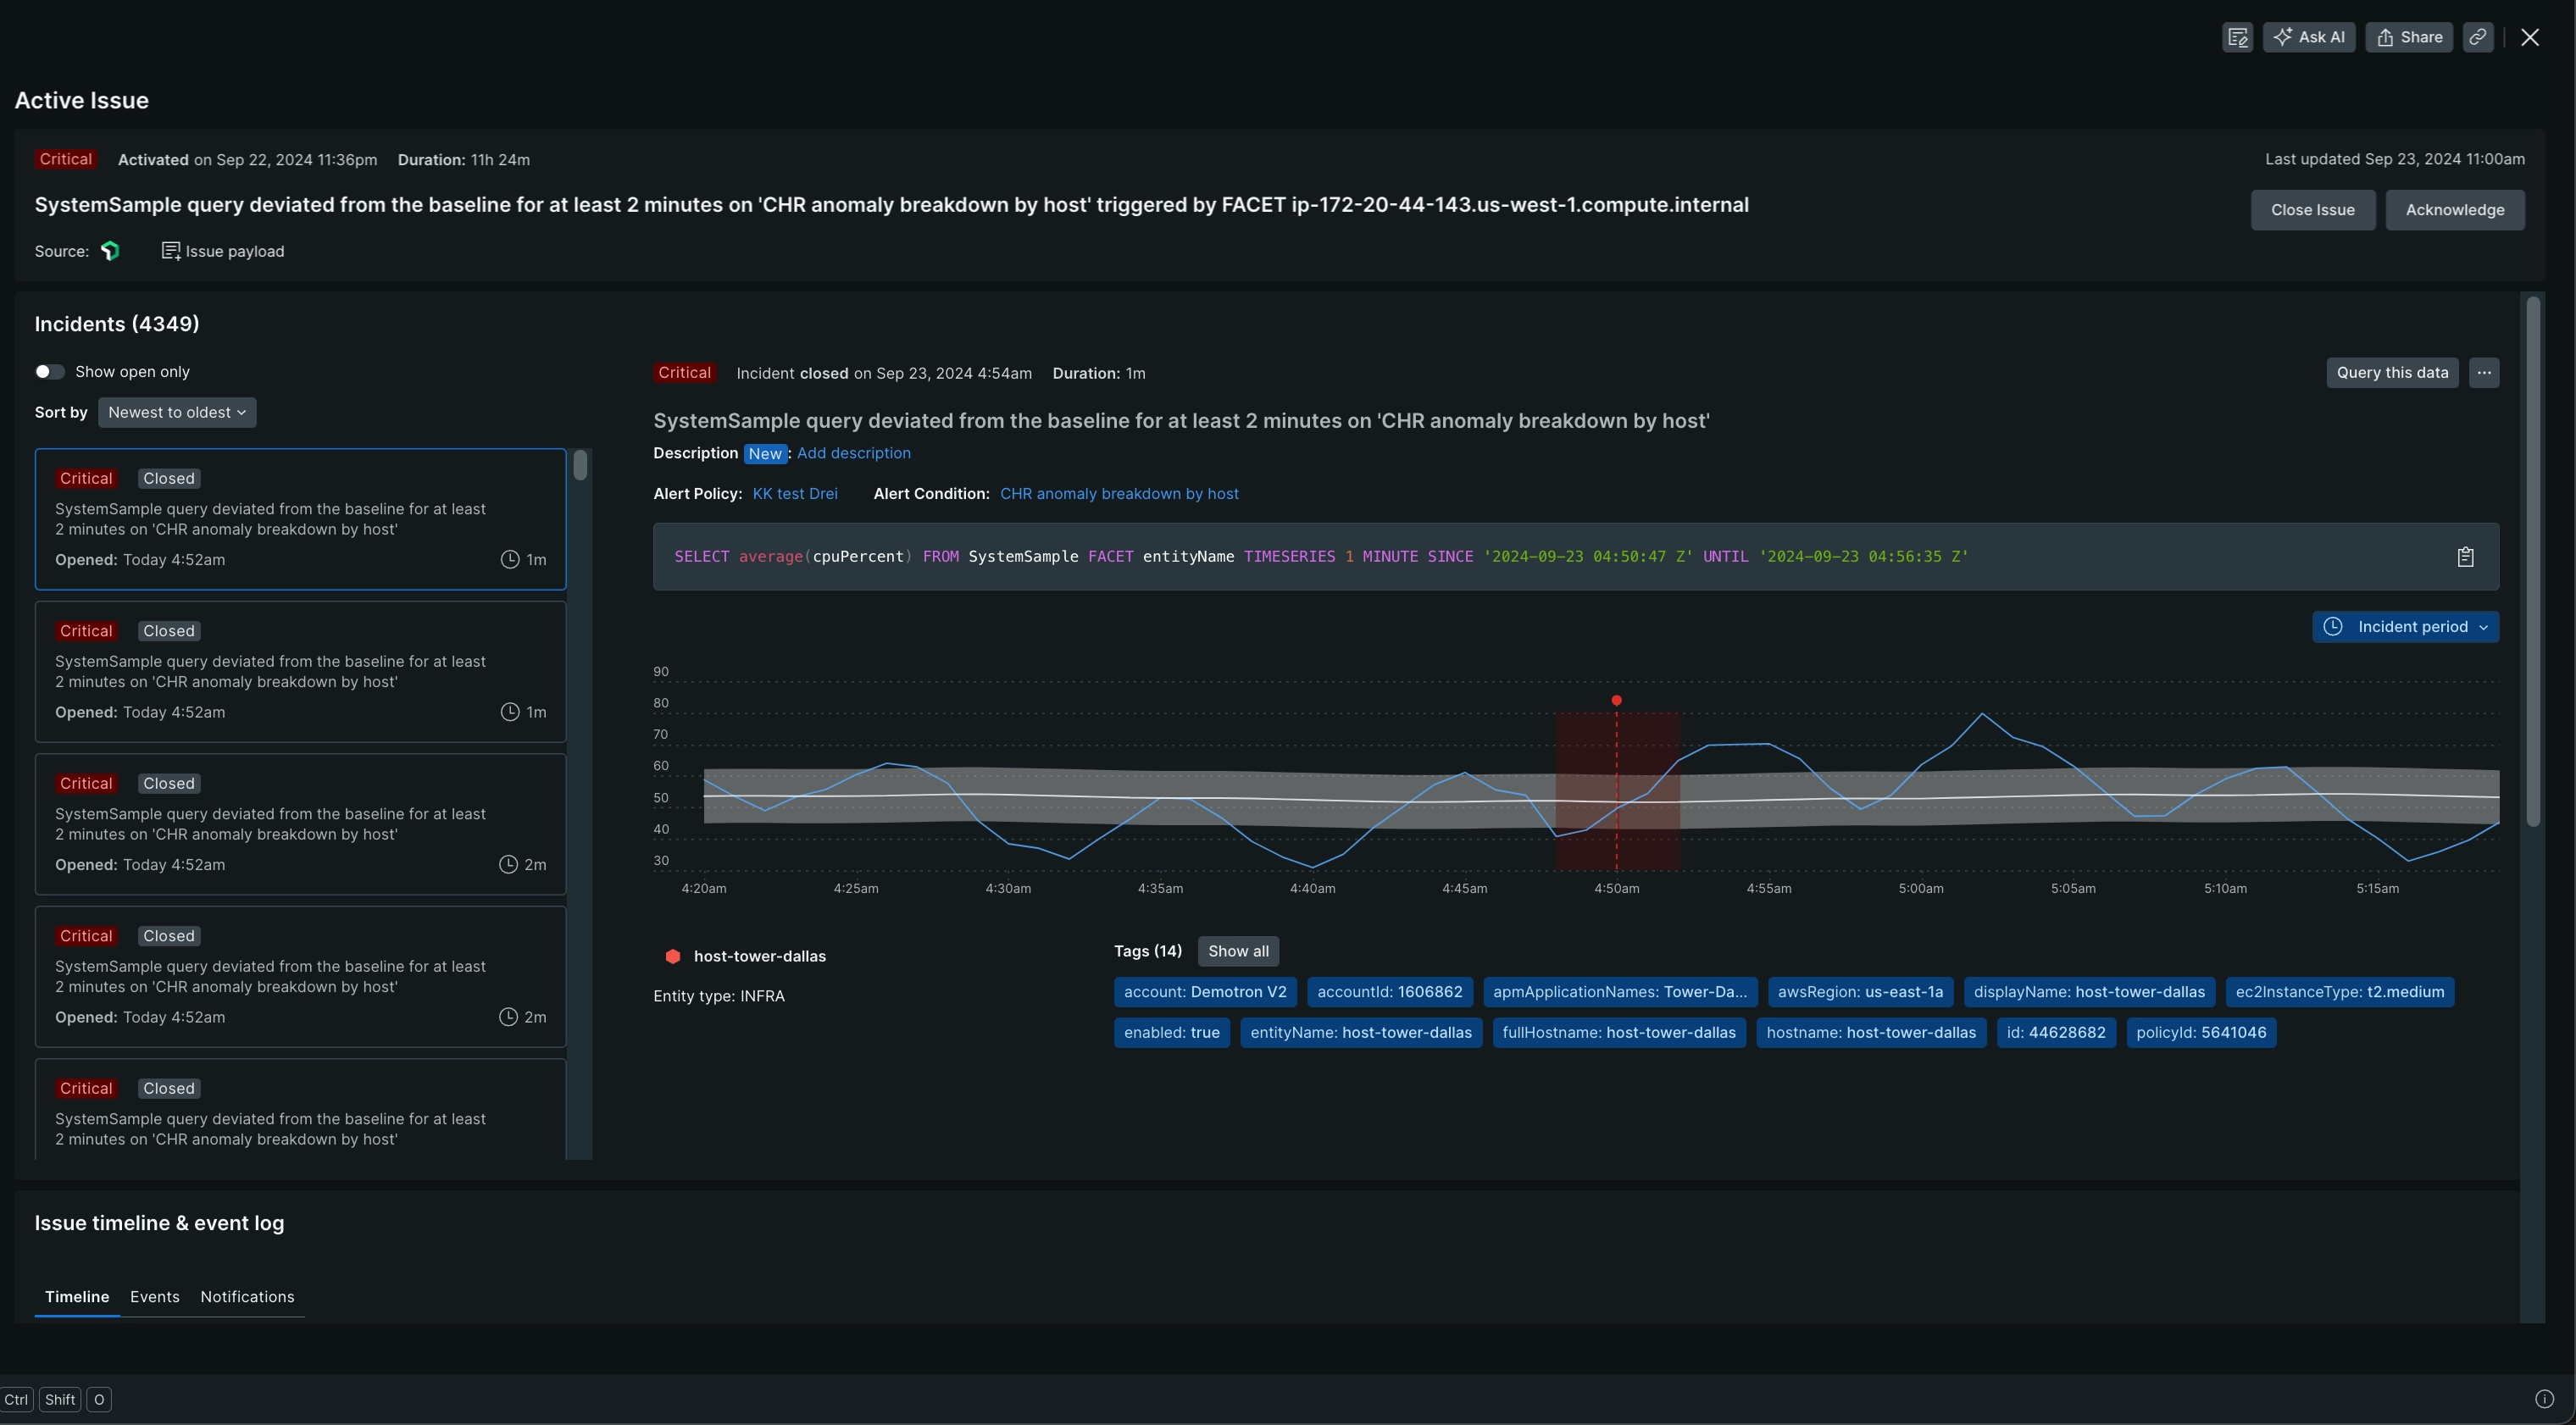 Ask AI Share
Active Issue
Critical Activated on Sep 22, 2024 11:36pm Duration: 11h 24m Last updated Sep 23, 2024 11:00am
SystemSample query deviated from the baseline for at least 2 minutes on 'CHR anomaly breakdown by host' triggered by FACET ip-172-20-44-143.us-west-1.compute.internal
Close Issue Acknowledge
Source: Issue payload
Incidents (4349)
Show open only
Sort by Newest to oldest
Critical Closed
SystemSample query deviated from the baseline for at least
2 minutes on 'CHR anomaly breakdown by host'
Opened: Today 4:52am 1m
Critical Closed
SystemSample query deviated from the baseline for at least
2 minutes on 'CHR anomaly breakdown by host'
Opened: Today 4:52am 1m
Critical Closed
SystemSample query deviated from the baseline for at least
2 minutes on 'CHR anomaly breakdown by host'
Opened: Today 4:52am 2m
Critical Closed
SystemSample query deviated from the baseline for at least
2 minutes on 'CHR anomaly breakdown by host'
Opened: Today 4:52am 2m
Critical Closed
SystemSample query deviated from the baseline for at least
2 minutes on 'CHR anomaly breakdown by host'
Critical Incident closed on Sep 23, 2024 4:54am Duration: 1m Query this data ...
SystemSample query deviated from the baseline for at least 2 minutes on 'CHR anomaly breakdown by host'
Description New : Add description
Alert Policy: KK test Drei Alert Condition: CHR anomaly breakdown by host
SELECT average(cpuPercent) FROM SystemSample FACET entityName TIMESERIES 1 MINUTE SINCE '2024-09-23 04:50:47 Z' UNTIL '2024-09-23 04:56:35 Z'
Incident period
90
80
70
60
50
40
30
4:20am 4:25am 4:30am 4:35am 4:40am 4:45am 4:50am 4:55am 5:00am 5:05am 5:10am 5:15am
host-tower-dallas
Entity type: INFRA
Tags (14) Show all
account: Demotron V2 accountId: 1606862 apmApplicationNames: Tower-Da... awsRegion: us-east-1a displayName: host-tower-dallas ec2InstanceType: t2.medium
enabled: true entityName: host-tower-dallas fullHostname: host-tower-dallas hostname: host-tower-dallas id: 44628682 policyId: 5641046
Issue timeline & event log
Timeline Events Notifications
Ctrl Shift O